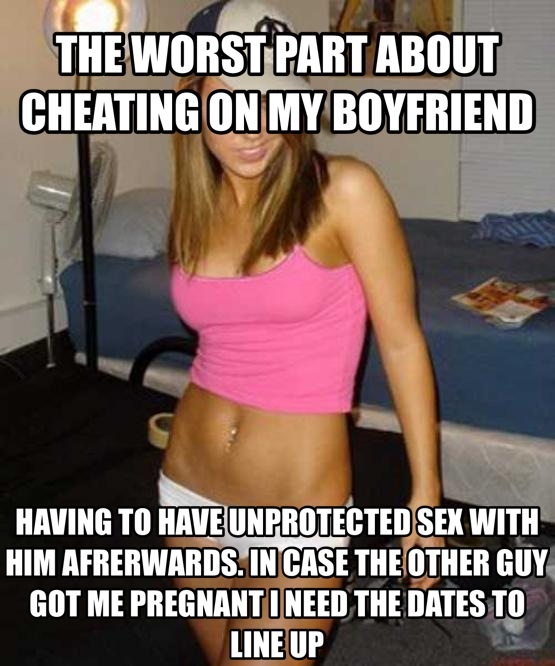 THE WORST PART ABOUT
CHEATING ON MY BOYFRIEND
HAVING TO HAVE UNPROTECTED SEX WITH
HIM AFRERWARDS. IN CASE THE OTHER GUY
GOT ME PREGNANT I NEED THE DATES TO
LINE UP